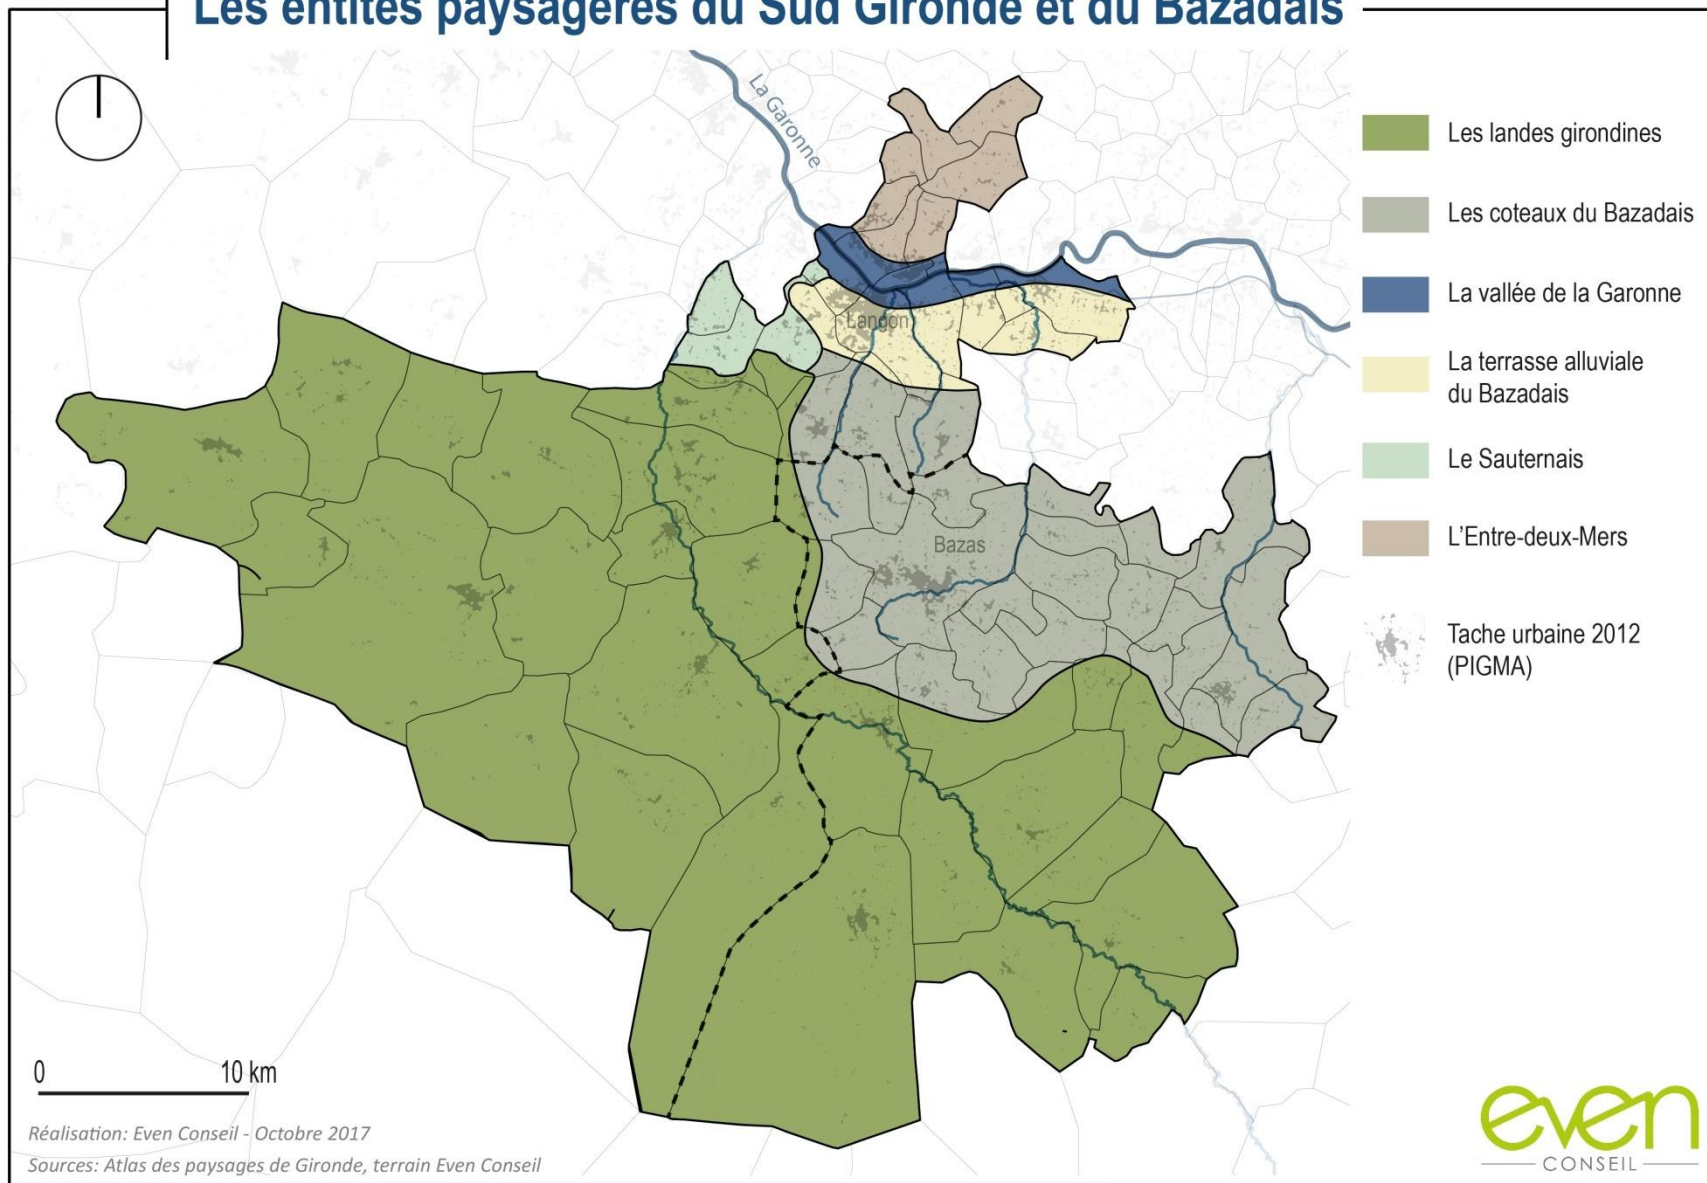 Les entités paysagères du Sud Gironde et du Bazadais
La Garonne
Langon
Bazas
Les landes girondines
Les coteaux du Bazadais
La vallée de la Garonne
La terrasse alluviale
du Bazadais
Le Sauternais
L'Entre-deux-Mers
Tache urbaine 2012
(PIGMA)
0 10 km
Réalisation: Even Conseil - Octobre 2017
Sources: Atlas des paysages de Gironde, terrain Even Conseil
even
CONSEIL